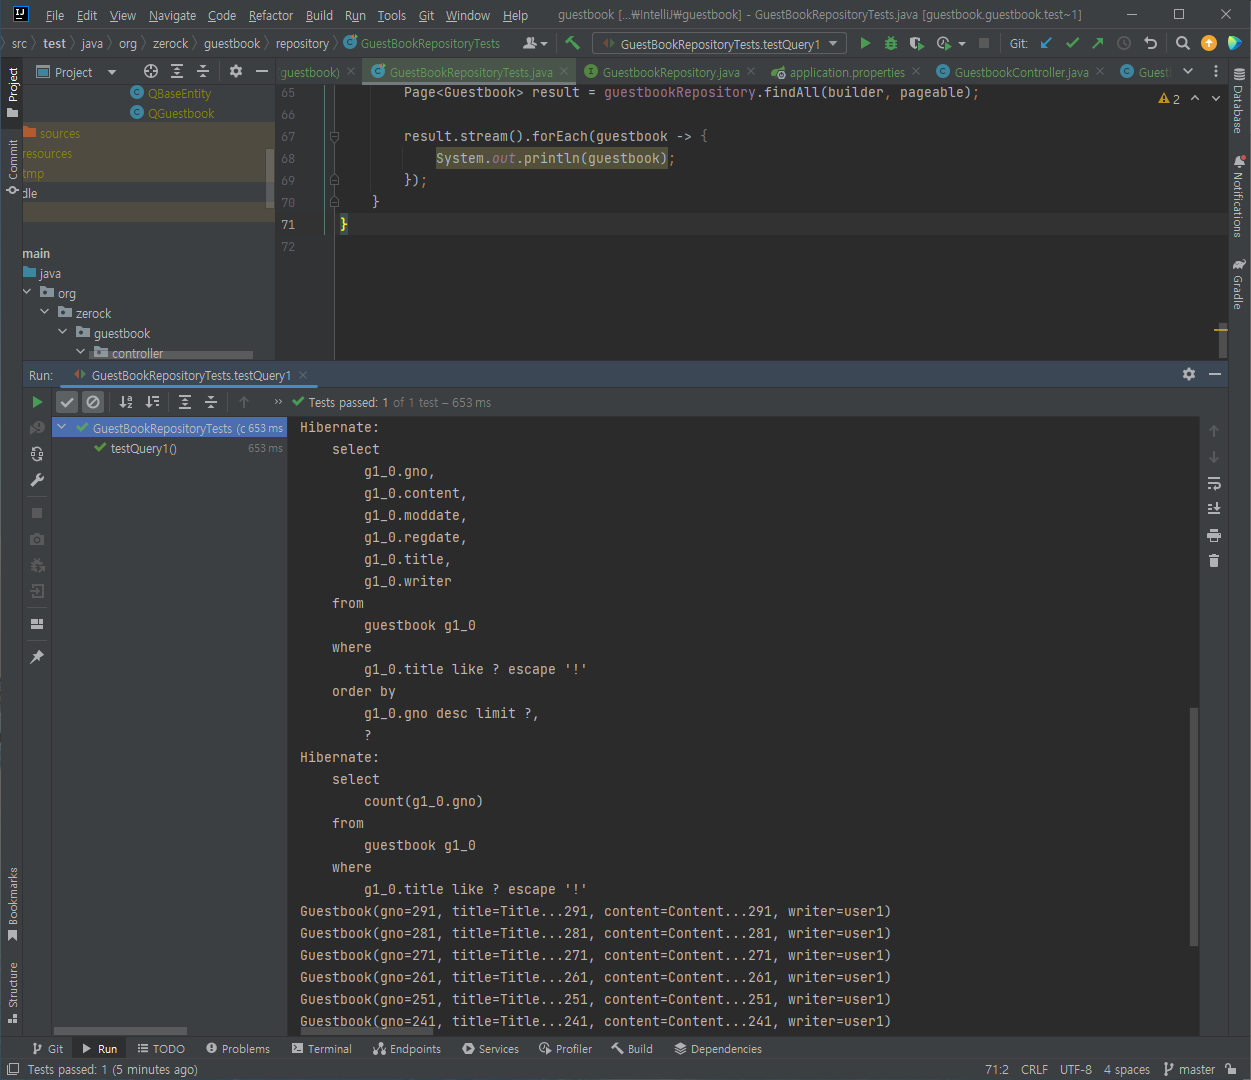 File Edit View Navigate Code Refactor Build Run Tools Git Window Help guestbook [...₩IntelliJ₩guestbook] - GuestBookRepositoryTests.java [guestbook.guestbook.test~1]
src test java org zerock guestbook repository GuestBookRepositoryTests GuestBookRepositoryTests.testQuery1 Git:
Project guestbook) GuestBookRepositoryTests.java GuestbookRepository.java application.properties GuestbookController.java Guest
QBaseEntity
QGuestbook
sources
resources
tmp
dle
main
java
org
zerock
guestbook
controller
65 Page<Guestbook> result = guestbookRepository.findAll(builder, pageable);
66
67 result.stream().forEach(guestbook -> {
68 System.out.println(guestbook);
69 });
70 }
71 }
72
2
Project
Commit
Bookmarks
Structure
Database
Notifications
Gradle
Run: GuestBookRepositoryTests.testQuery1
Tests passed: 1 of 1 test – 653 ms
GuestBookRepositoryTests (c 653 ms
testQuery1() 653 ms
Hibernate:
select
g1_0.gno,
g1_0.content,
g1_0.moddate,
g1_0.regdate,
g1_0.title,
g1_0.writer
from
guestbook g1_0
where
g1_0.title like ? escape '!'
order by
g1_0.gno desc limit ?,
?
Hibernate:
select
count(g1_0.gno)
from
guestbook g1_0
where
g1_0.title like ? escape '!'
Guestbook(gno=291, title=Title...291, content=Content...291, writer=user1)
Guestbook(gno=281, title=Title...281, content=Content...281, writer=user1)
Guestbook(gno=271, title=Title...271, content=Content...271, writer=user1)
Guestbook(gno=261, title=Title...261, content=Content...261, writer=user1)
Guestbook(gno=251, title=Title...251, content=Content...251, writer=user1)
Guestbook(gno=241, title=Title...241, content=Content...241, writer=user1)
Git Run TODO Problems Terminal Endpoints Services Profiler Build Dependencies
Tests passed: 1 (5 minutes ago) 71:2 CRLF UTF-8 4 spaces master